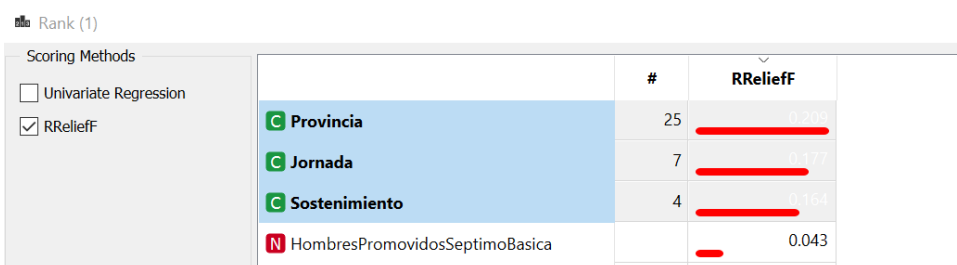 Rank (1)
Scoring Methods
Univariate Regression
RReliefF
# RReliefF
C Provincia 25 0.209
C Jornada 7 0.177
C Sostenimiento 4 0.164
N HombresPromovidosSeptimoBasica 0.043